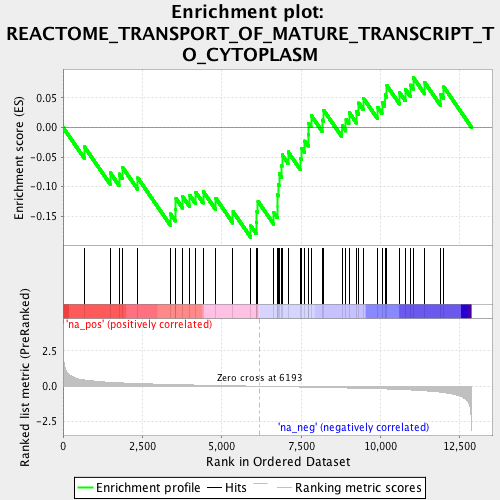 Enrichment plot:
REACTOME_TRANSPORT_OF_MATURE_TRANSCRIPT_T
O_CYTOPLASM
Enrichment score (ES)
0.05
0.00
-0.05
-0.10
-0.15
'na_pos' (positively correlated)
Ranked list metric (PreRanked)
2.5
0.0
-2.5
Zero cross at 6193
'na_neg' (negatively correlated)
0
2,500
5,000
7,500
10,000
12,500
Rank in Ordered Dataset
Enrichment profile
Hits
Ranking metric scores